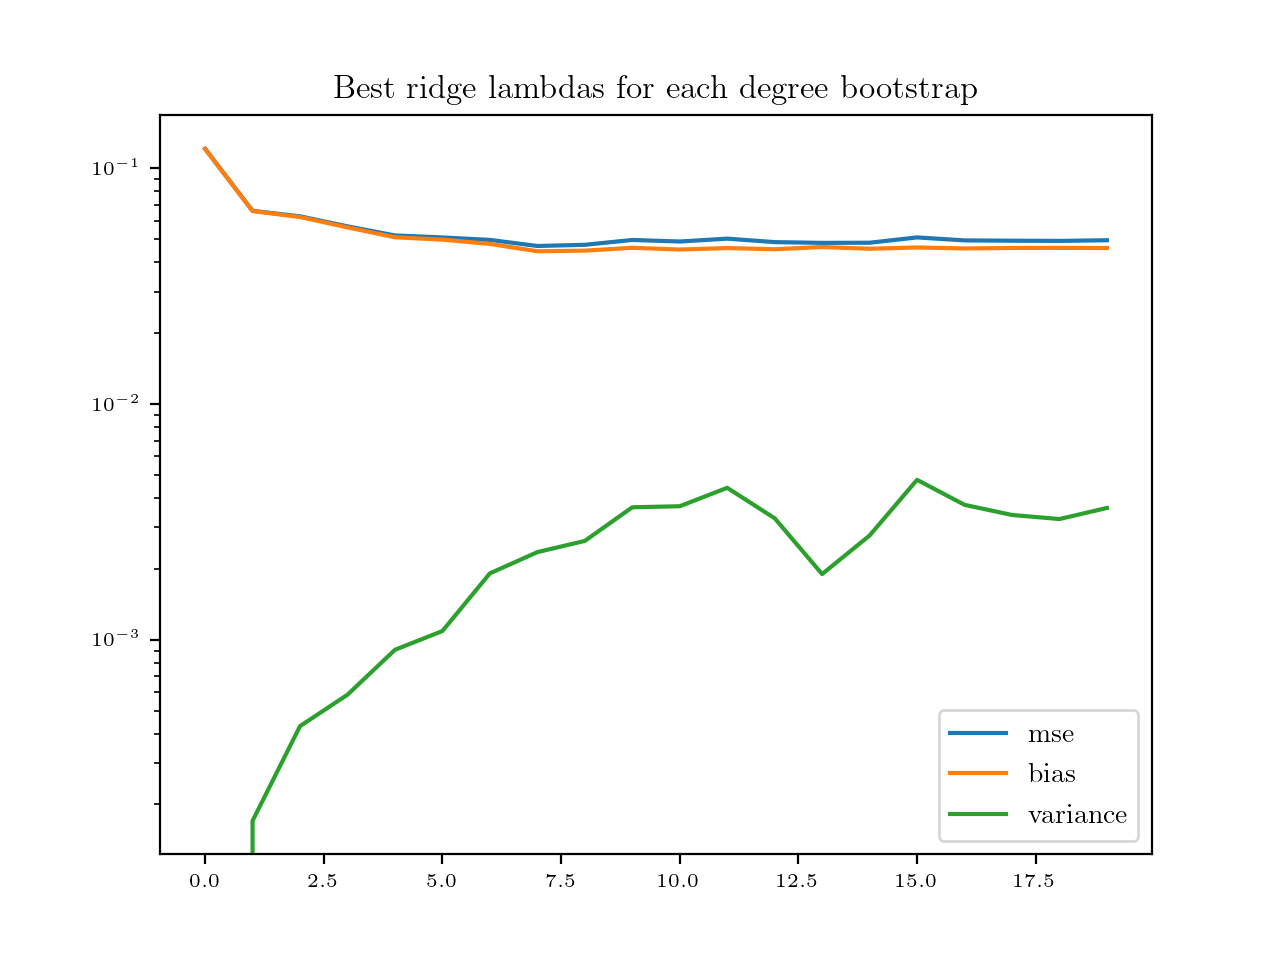 Best ridge lambdas for each degree bootstrap
10⁻¹
10⁻²
10⁻³
mse
bias
variance
0.0 2.5 5.0 7.5 10.0 12.5 15.0 17.5